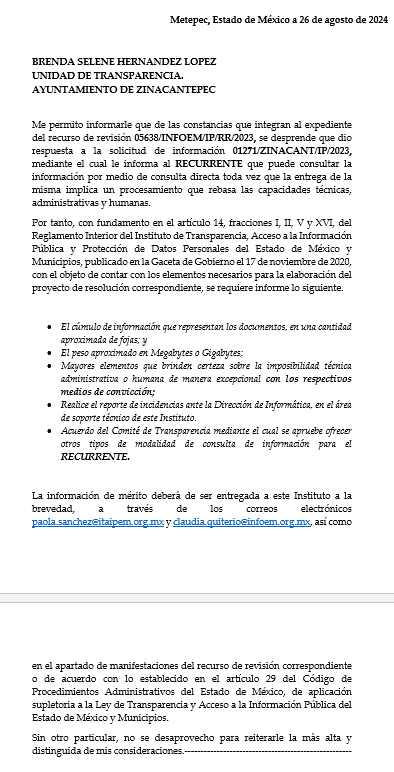 Metepec, Estado de México a 26 de agosto de 2024
BRENDA SELENE HERNANDEZ LOPEZ
UNIDAD DE TRANSPARENCIA.
AYUNTAMIENTO DE ZINACANTEPEC
Me permito informarle que de las constancias que integran al expediente
del recurso de revisión 05638/INFOEM/IP/RR/2023, se desprende que dio
respuesta a la solicitud de información 01271/ZINACANT/IP/2023,
mediante el cual le informa al RECURRENTE que puede consultar la
información por medio de consulta directa toda vez que la entrega de la
misma implica un procesamiento que rebasa las capacidades técnicas,
administrativas y humanas.
Por tanto, con fundamento en el artículo 14, fracciones I, II, V y XVI, del
Reglamento Interior del Instituto de Transparencia, Acceso a la Información
Pública y Protección de Datos Personales del Estado de México y
Municipios, publicado en la Gaceta de Gobierno el 17 de noviembre de 2020,
con el objeto de contar con los elementos necesarios para la elaboración del
proyecto de resolución correspondiente, se requiere informe lo siguiente.
• El cúmulo de información que representan los documentos, en una cantidad
aproximada de fojas; y
• El peso aproximado en Megabytes o Gigabytes;
• Mayores elementos que brinden certeza sobre la imposibilidad técnica
administrativa o humana de manera excepcional con los respectivos
medios de convicción;
• Realice el reporte de incidencias ante la Dirección de Informática, en el área
de soporte técnico de este Instituto.
• Acuerdo del Comité de Transparencia mediante el cual se apruebe ofrecer
otros tipos de modalidad de consulta de información para el
RECURRENTE.
La información de mérito deberá de ser entregada a este Instituto a la
brevedad, a través de los correos electrónicos
paola.sanchez@itaipem.org.mx y claudia.quiterio@infoem.org.mx, así como
en el apartado de manifestaciones del recurso de revisión correspondiente
o de acuerdo con lo establecido en el artículo 29 del Código de
Procedimientos Administrativos del Estado de México, de aplicación
supletoria a la Ley de Transparencia y Acceso a la Información Pública del
Estado de México y Municipios.
Sin otro particular, no se desaprovecho para reiterarle la más alta y
distinguida de mis consideraciones.----------------------------------------------------